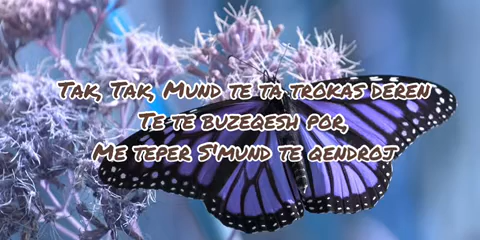 Tak, Tak, Mund te ta trokas deren
Te te buzeqesh por,
Me teper S'mund te qendroj